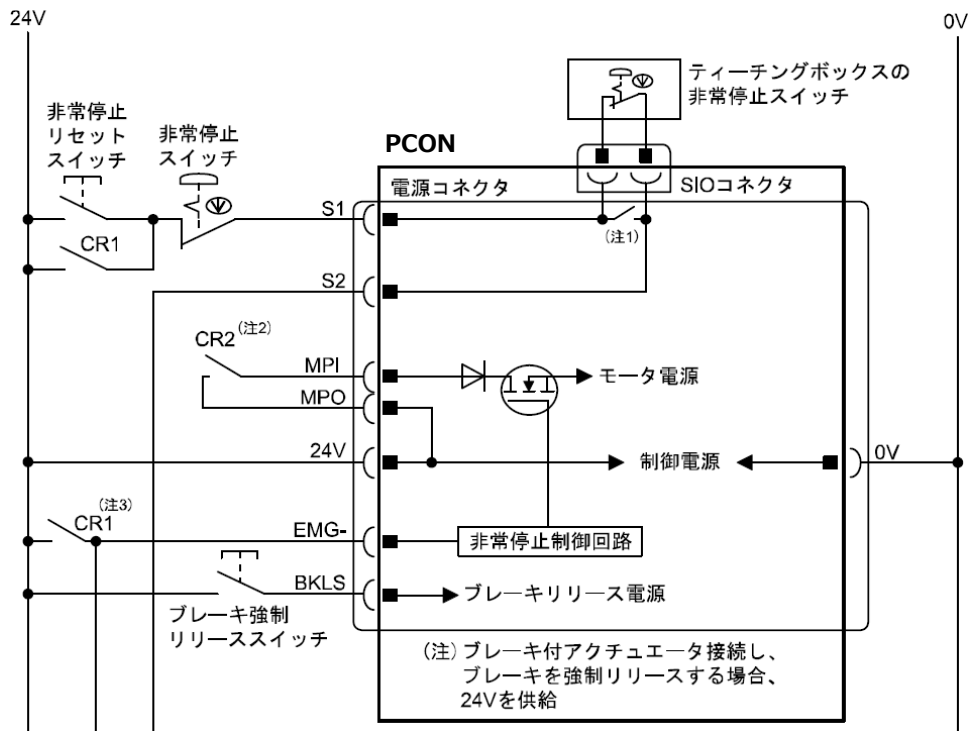 24V
0V
ティーチングボックスの
非常停止スイッチ
非常停止
リセット
スイッチ
非常停止
スイッチ
PCON
電源コネクタ
SIOコネクタ
S1
(注1)
CR1
S2
CR2(注2)
MPI
モータ電源
MPO
24V
制御電源
0V
CR1(注3)
EMG-
非常停止制御回路
BKLS
ブレーキリリース電源
ブレーキ強制
リリーススイッチ
(注)ブレーキ付アクチュエータ接続し、
ブレーキを強制リリースする場合、
24Vを供給